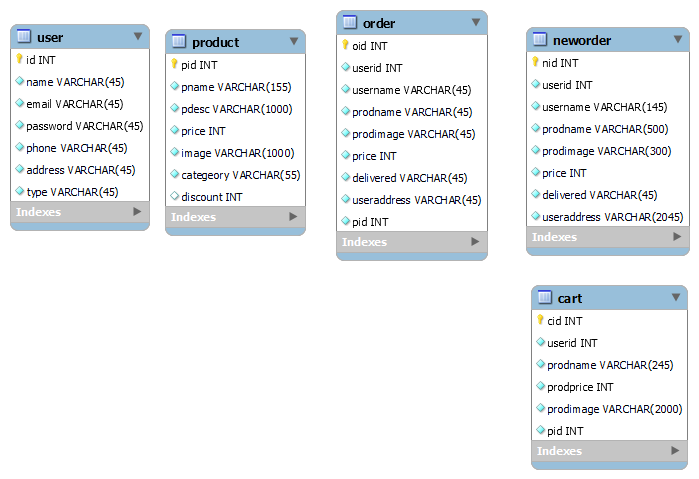 user
id INT
name VARCHAR(45)
email VARCHAR(45)
password VARCHAR(45)
phone VARCHAR(45)
address VARCHAR(45)
type VARCHAR(45)
Indexes
product
pid INT
pname VARCHAR(155)
pdesc VARCHAR(1000)
price INT
image VARCHAR(1000)
categeory VARCHAR(55)
discount INT
Indexes
order
oid INT
userid INT
username VARCHAR(45)
prodname VARCHAR(45)
prodimage VARCHAR(45)
price INT
delivered VARCHAR(45)
useraddress VARCHAR(45)
pid INT
Indexes
neworder
nid INT
userid INT
username VARCHAR(145)
prodname VARCHAR(500)
prodimage VARCHAR(300)
price INT
delivered VARCHAR(45)
useraddress VARCHAR(2045)
Indexes
cart
cid INT
userid INT
prodname VARCHAR(245)
prodprice INT
prodimage VARCHAR(2000)
pid INT
Indexes